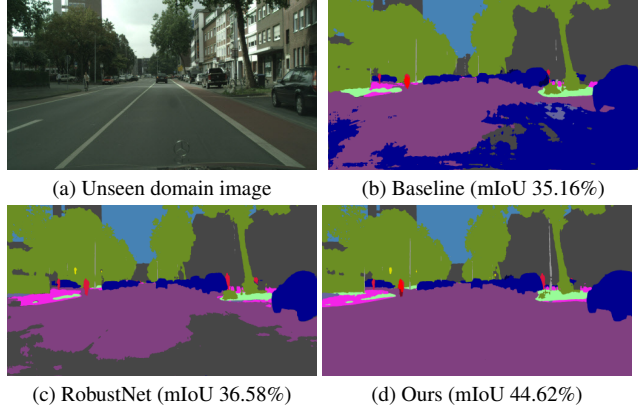 (a) Unseen domain image
(b) Baseline (mIoU 35.16%)
(c) RobustNet (mIoU 36.58%)
(d) Ours (mIoU 44.62%)